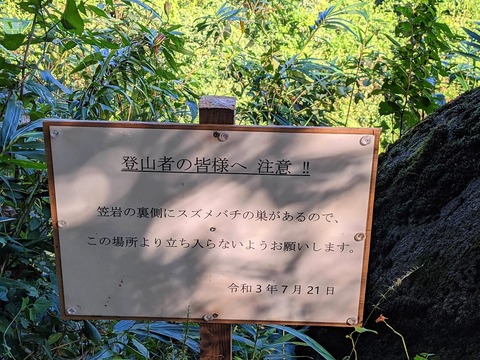 登山者の皆様へ 注意 !!
笠岩の裏側にスズメバチの巣があるので、
この場所より立ち入らないようお願いします。
令和3年7月21日